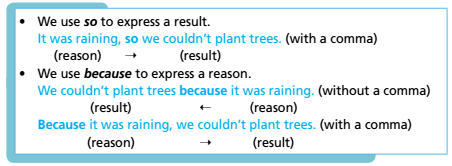 • We use so to express a result.
It was raining, so we couldn't plant trees. (with a comma)
(reason) → (result)
• We use because to express a reason.
We couldn't plant trees because it was raining. (without a comma)
(result) ← (reason)
Because it was raining, we couldn't plant trees. (with a comma)
(reason) → (result)